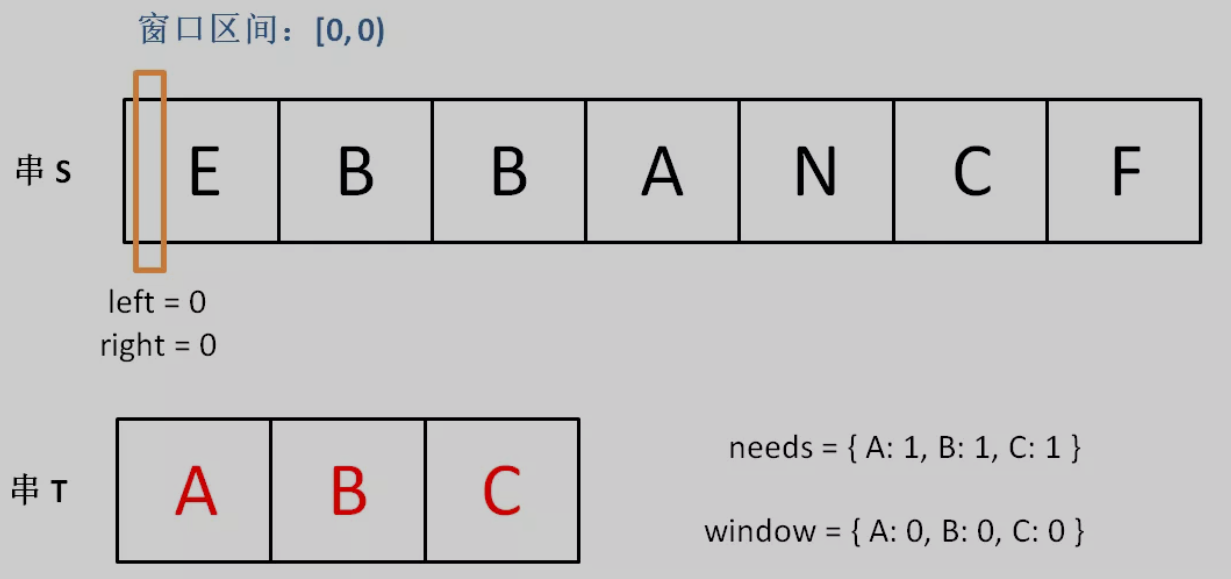 窗口区间：[0, 0)
串 S
E B B A N C F
left = 0
right = 0
串 T
A B C
needs = { A: 1, B: 1, C: 1 }
window = { A: 0, B: 0, C: 0 }